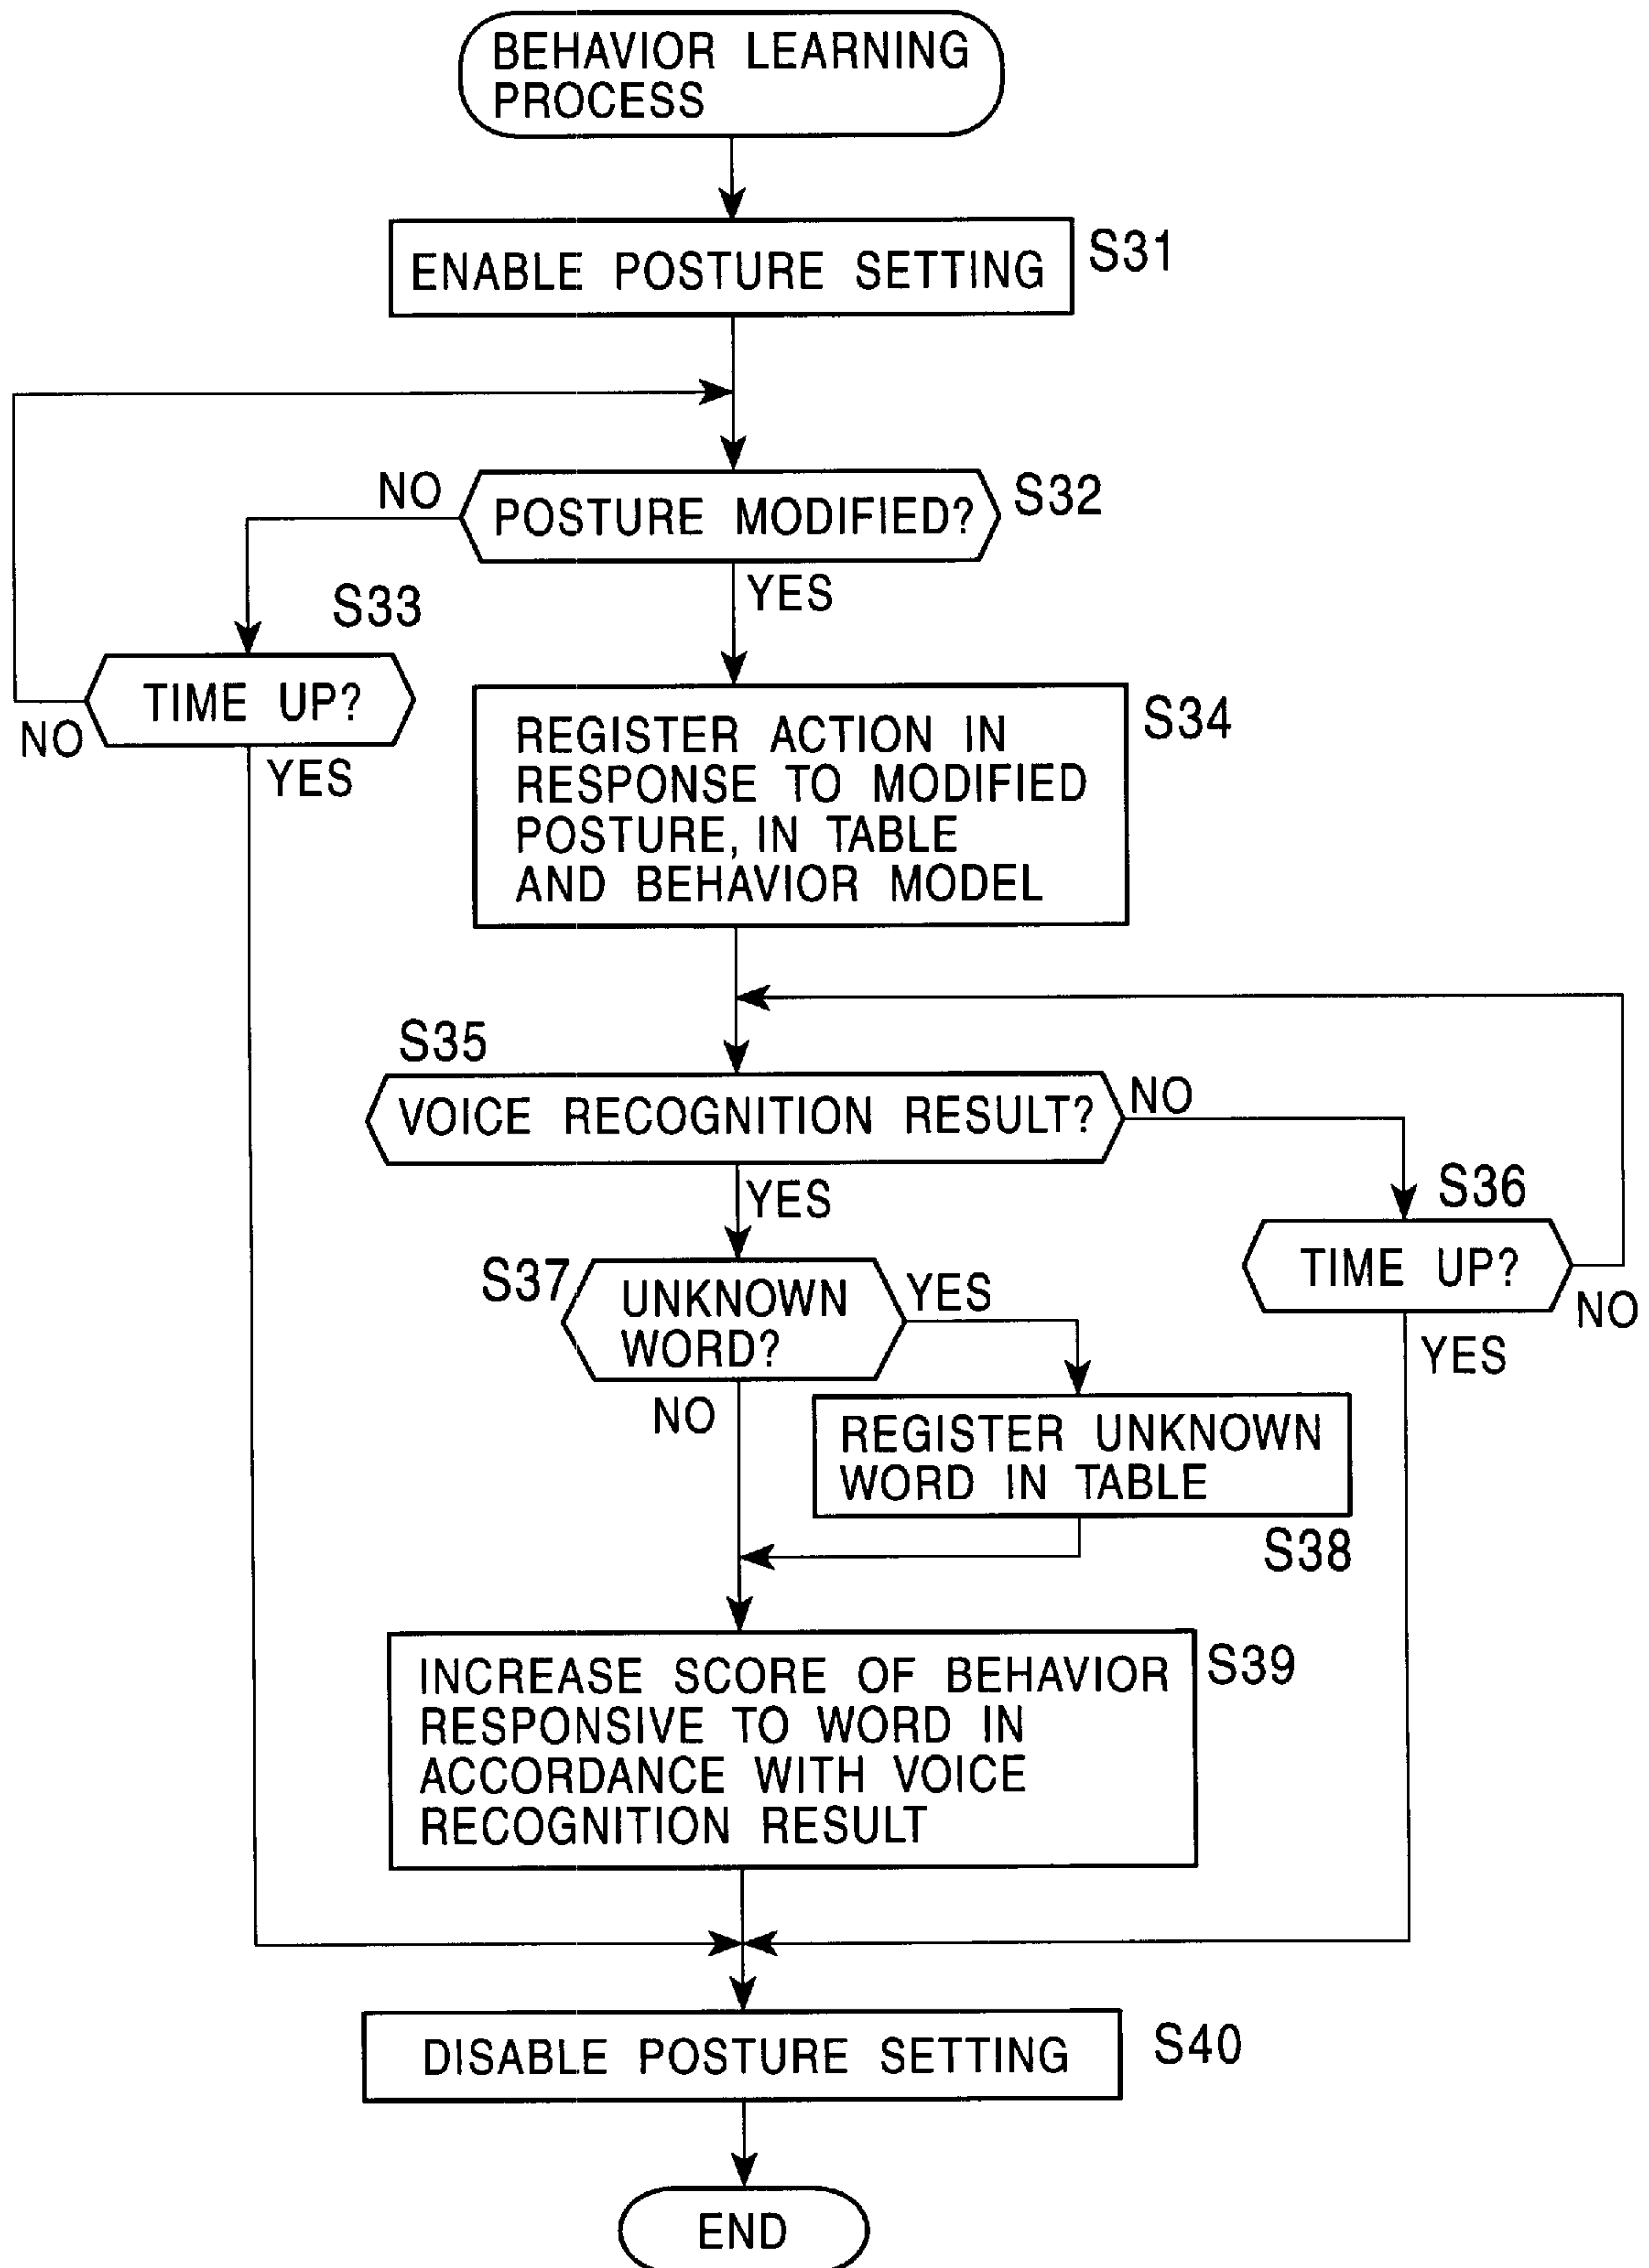 BEHAVIOR LEARNING
PROCESS
ENABLE POSTURE SETTING
S31
NO
POSTURE MODIFIED?
S32
YES
S33
TIME UP?
NO
YES
REGISTER ACTION IN
RESPONSE TO MODIFIED
POSTURE, IN TABLE
AND BEHAVIOR MODEL
S34
S35
VOICE RECOGNITION RESULT?
NO
YES
S36
TIME UP?
NO
YES
S37
UNKNOWN
WORD?
YES
NO
REGISTER UNKNOWN
WORD IN TABLE
S38
INCREASE SCORE OF BEHAVIOR
RESPONSIVE TO WORD IN
ACCORDANCE WITH VOICE
RECOGNITION RESULT
S39
DISABLE POSTURE SETTING
S40
END